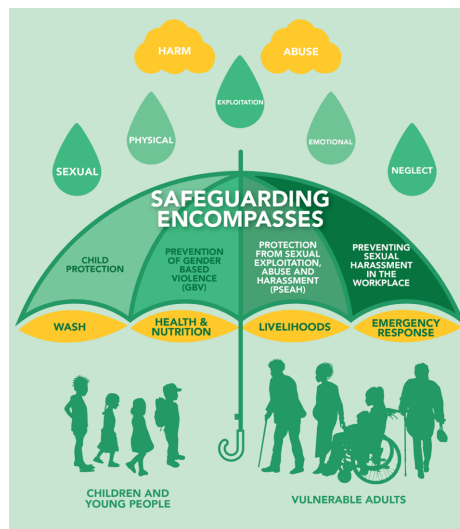 HARM
ABUSE
EXPLOITATION
PHYSICAL
EMOTIONAL
SEXUAL
NEGLECT
SAFEGUARDING
ENCOMPASSES
CHILD
PROTECTION
PREVENTION
OF GENDER
BASED
VIOLENCE
(GBV)
PROTECTION
FROM SEXUAL
EXPLOITATION,
ABUSE AND
HARASSMENT
(PSEAH)
PREVENTING
SEXUAL
HARASSMENT
IN THE
WORKPLACE
WASH
HEALTH &
NUTRITION
LIVELIHOODS
EMERGENCY
RESPONSE
CHILDREN AND
YOUNG PEOPLE
VULNERABLE ADULTS